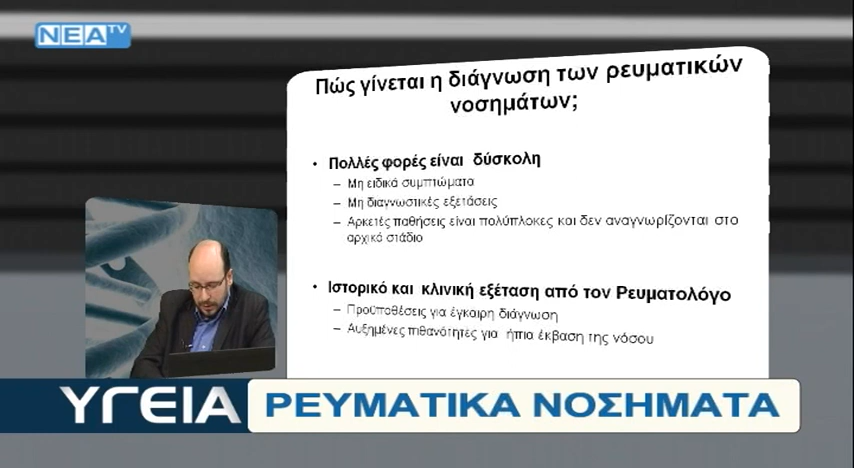 NEA TV
Πώς γίνεται η διάγνωση των ρευματικών
νοσημάτων;
• Πολλές φορές είναι δύσκολη
– Μη ειδικά συμπτώματα
– Μη διαγνωστικές εξετάσεις
– Αρκετές παθήσεις είναι πολύπλοκες και δεν αναγνωρίζονται στο
αρχικό στάδιο
• Ιστορικό και κλινική εξέταση από τον Ρευματολόγο
– Προϋποθέσεις για έγκαιρη διάγνωση
– Αυξημένες πιθανότητες για ήπια έκβαση της νόσου
ΥΓΕΙΑ ΡΕΥΜΑΤΙΚΑ ΝΟΣΗΜΑΤΑ